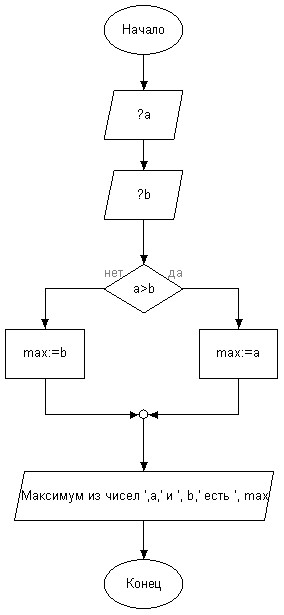 Начало
?a
?b
нет
да
a>b
max:=b
max:=a
Максимум из чисел ',a,' и ', b,' есть ', max
Конец